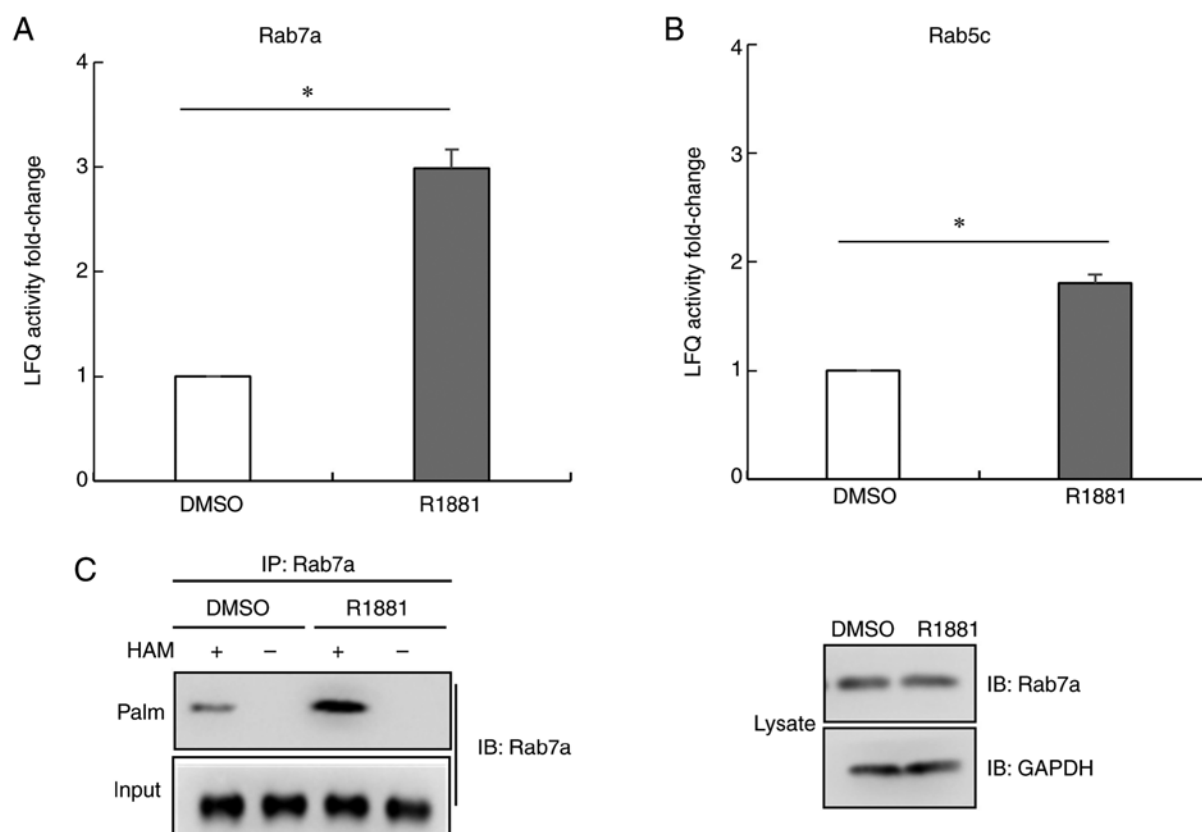 A
Rab7a
4
3
2
1
0
LFQ activity fold-change
*
DMSO
R1881
B
Rab5c
4
3
2
1
0
LFQ activity fold-change
*
DMSO
R1881
C
IP: Rab7a
DMSO R1881
HAM + – + –
Palm
Input
IB: Rab7a
DMSO R1881
Lysate
IB: Rab7a
IB: GAPDH